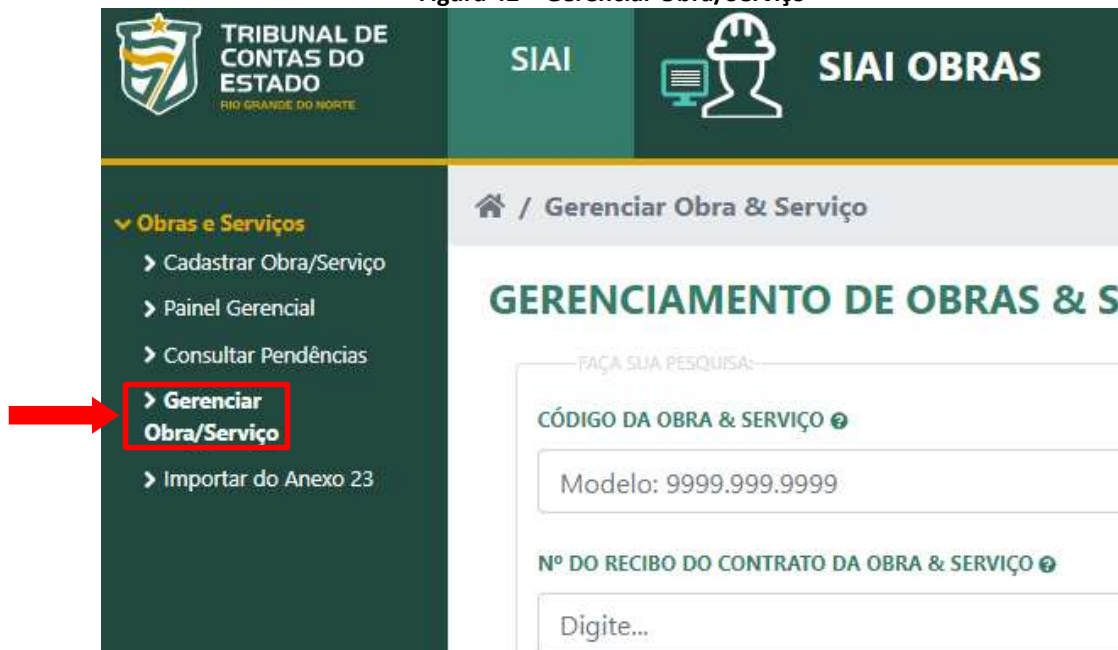 TRIBUNAL DE
CONTAS DO
ESTADO
RIO GRANDE DO NORTE
SIAI
SIAI OBRAS
Obras e Serviços
Cadastrar Obra/Serviço
Painel Gerencial
Consultar Pendências
Gerenciar
Obra/Serviço
Importar do Anexo 23
/ Gerenciar Obra & Serviço
GERENCIAMENTO DE OBRAS & S
FAÇA SUA PESQUISA:
CÓDIGO DA OBRA & SERVIÇO
Modelo: 9999.999.9999
Nº DO RECIBO DO CONTRATO DA OBRA & SERVIÇO
Digite...